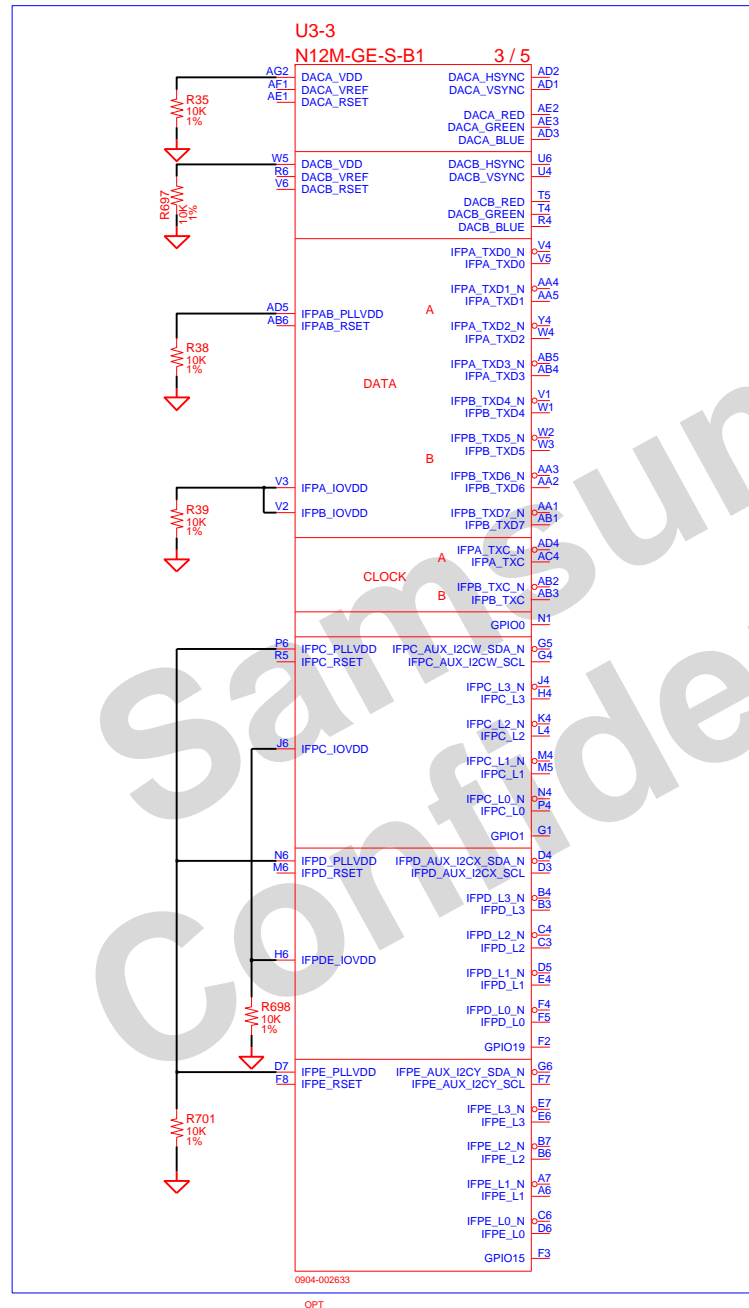 U3-3
N12M-GE-S-B1 3 / 5
AG2 DACA_VDD DACA_HSYNC AD2
AF1 DACA_VREF DACA_VSYNC AD1
AE1 DACA_RSET
R35
10K
1%
DACA_RED AE2
DACA_GREEN AE3
DACA_BLUE AD3
W5 DACB_VDD DACB_HSYNC U6
R6 DACB_VREF DACB_VSYNC U4
V6 DACB_RSET
R697
10K
1%
DACB_RED T5
DACB_GREEN T4
DACB_BLUE R4
IFPA_TXD0_N V4
IFPA_TXD0 V5
IFPA_TXD1_N AA4
IFPA_TXD1 AA5
AD5 IFPAB_PLLVDD A
AB6 IFPAB_RSET IFPA_TXD2_N Y4
IFPA_TXD2 W4
R38
10K
1%
IFPA_TXD3_N AB5
IFPA_TXD3 AB4
DATA
IFPB_TXD4_N V1
IFPB_TXD4 W1
IFPB_TXD5_N W2
IFPB_TXD5 W3
B
IFPB_TXD6_N AA3
IFPB_TXD6 AA2
V3 IFPA_IOVDD
V2 IFPB_IOVDD IFPB_TXD7_N AA1
IFPB_TXD7 AB1
R39
10K
1%
A IFPA_TXC_N AD4
IFPA_TXC AC4
CLOCK
IFPB_TXC_N AB2
B IFPB_TXC AB3
GPIO0 N1
P6 IFPC_PLLVDD IFPC_AUX_I2CW_SDA_N G5
R5 IFPC_RSET IFPC_AUX_I2CW_SCL G4
IFPC_L3_N J4
IFPC_L3 H4
IFPC_L2_N K4
IFPC_L2 L4
J6 IFPC_IOVDD
IFPC_L1_N M4
IFPC_L1 M5
IFPC_L0_N N4
IFPC_L0 P4
GPIO1 G1
N6 IFPD_PLLVDD IFPD_AUX_I2CX_SDA_N D4
M6 IFPD_RSET IFPD_AUX_I2CX_SCL D3
IFPD_L3_N B4
IFPD_L3 B3
IFPD_L2_N C4
IFPD_L2 C3
H6 IFPDE_IOVDD
IFPD_L1_N D5
IFPD_L1 E4
R698
10K
1%
IFPD_L0_N F4
IFPD_L0 F5
GPIO19 F2
D7 IFPE_PLLVDD IFPE_AUX_I2CY_SDA_N G6
F8 IFPE_RSET IFPE_AUX_I2CY_SCL F7
R701
10K
1%
IFPE_L3_N E7
IFPE_L3 E6
IFPE_L2_N B7
IFPE_L2 B6
IFPE_L1_N A7
IFPE_L1 A6
IFPE_L0_N C6
IFPE_L0 D6
GPIO15 F3
0904-002633
OPT